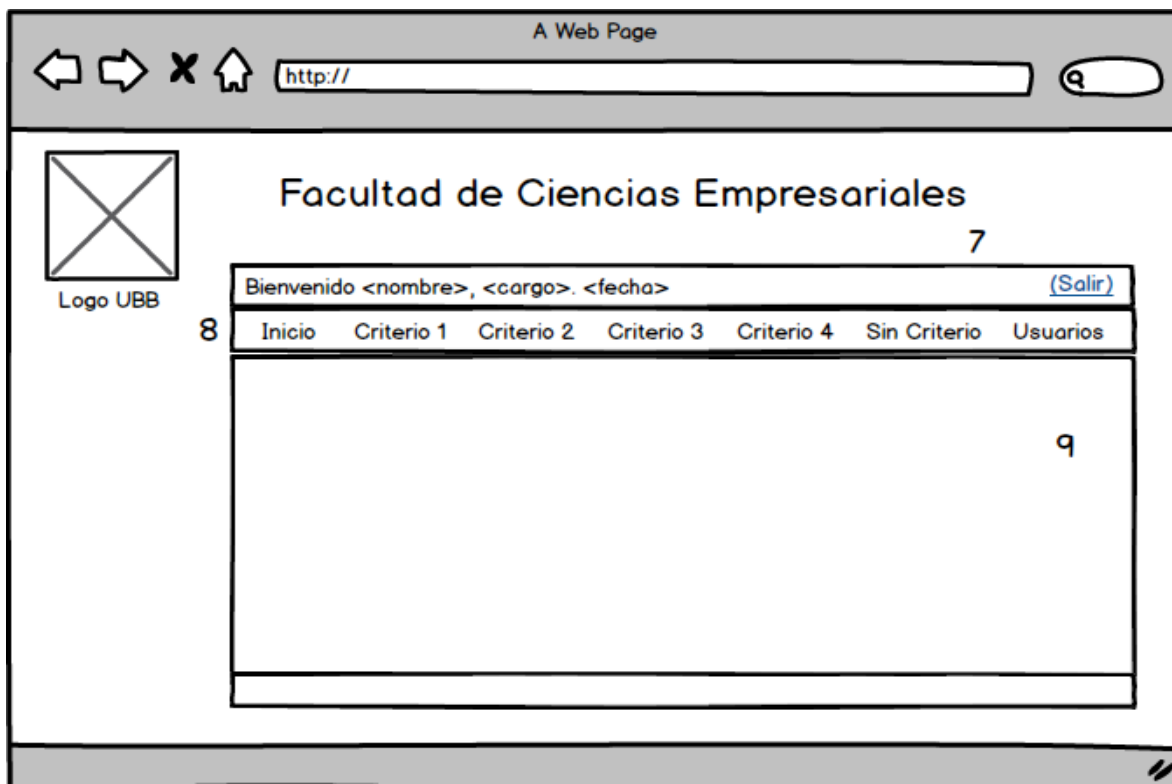 A Web Page
http://
Facultad de Ciencias Empresariales
Logo UBB
7
Bienvenido <nombre>, <cargo>. <fecha> (Salir)
8
Inicio Criterio 1 Criterio 2 Criterio 3 Criterio 4 Sin Criterio Usuarios
9